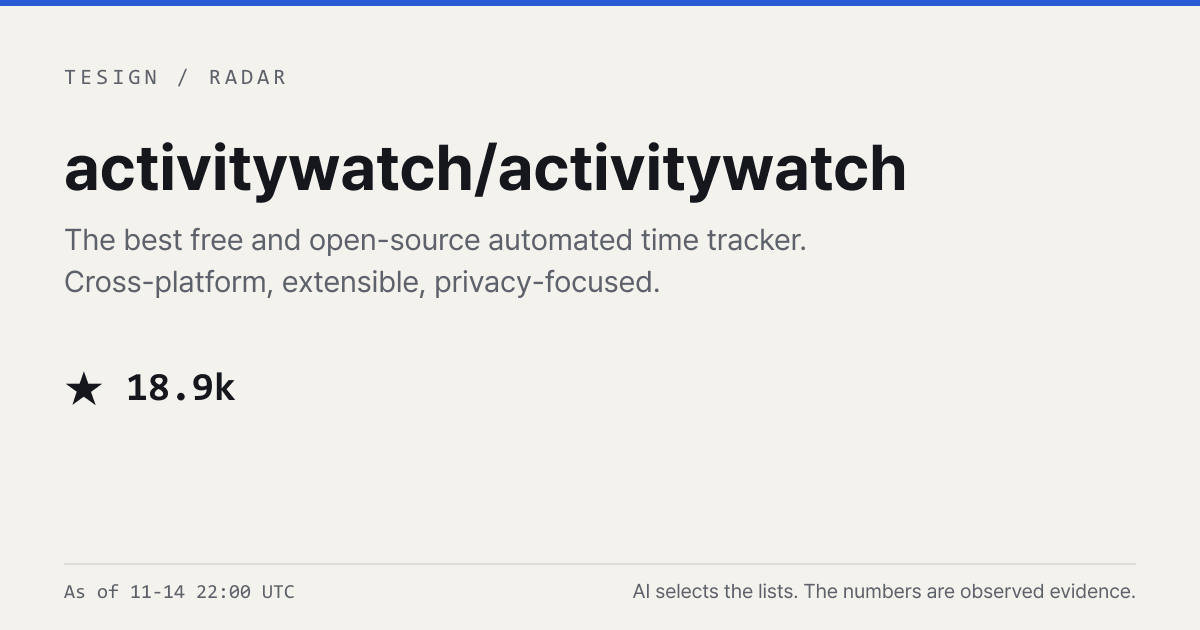 TESIGN / RADAR
activitywatch/activitywatch
The best free and open-source automated time tracker.
Cross-platform, extensible, privacy-focused.
★ 18.9k
As of 11-14 22:00 UTC
AI selects the lists. The numbers are observed evidence.